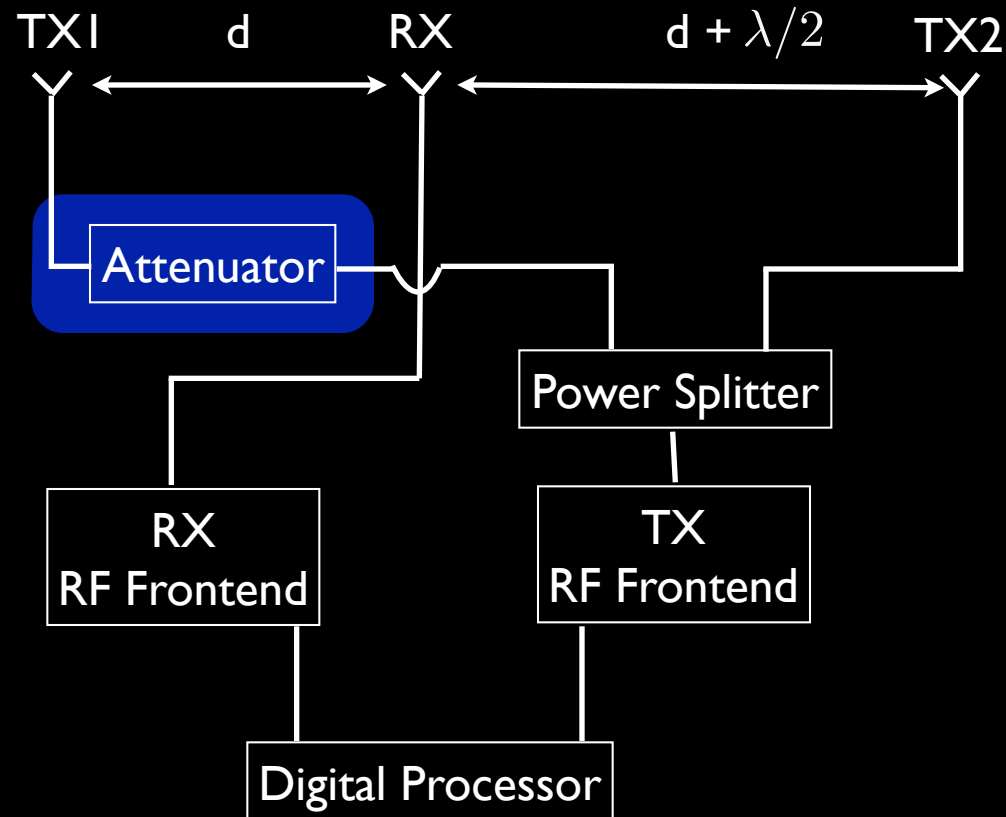 TX1 d RX d + λ/2 TX2
Attenuator
Power Splitter
RX
RF Frontend
TX
RF Frontend
Digital Processor